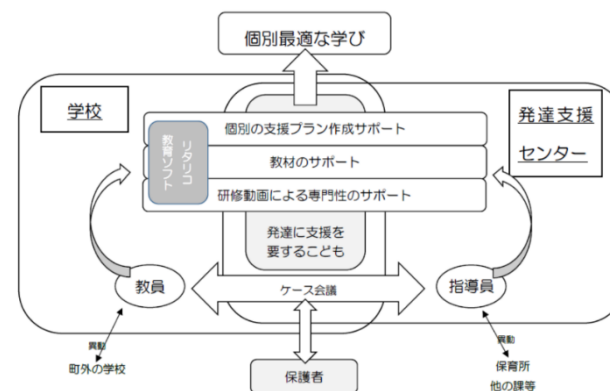 個別最適な学び
学校
発達支援
センター
リタリコ
教育ソフト
個別の支援プラン作成サポート
教材のサポート
研修動画による専門性のサポート
発達に支援を
要するこども
教員
ケース会議
指導員
異動
町外の学校
異動
保育所
他の課等
保護者